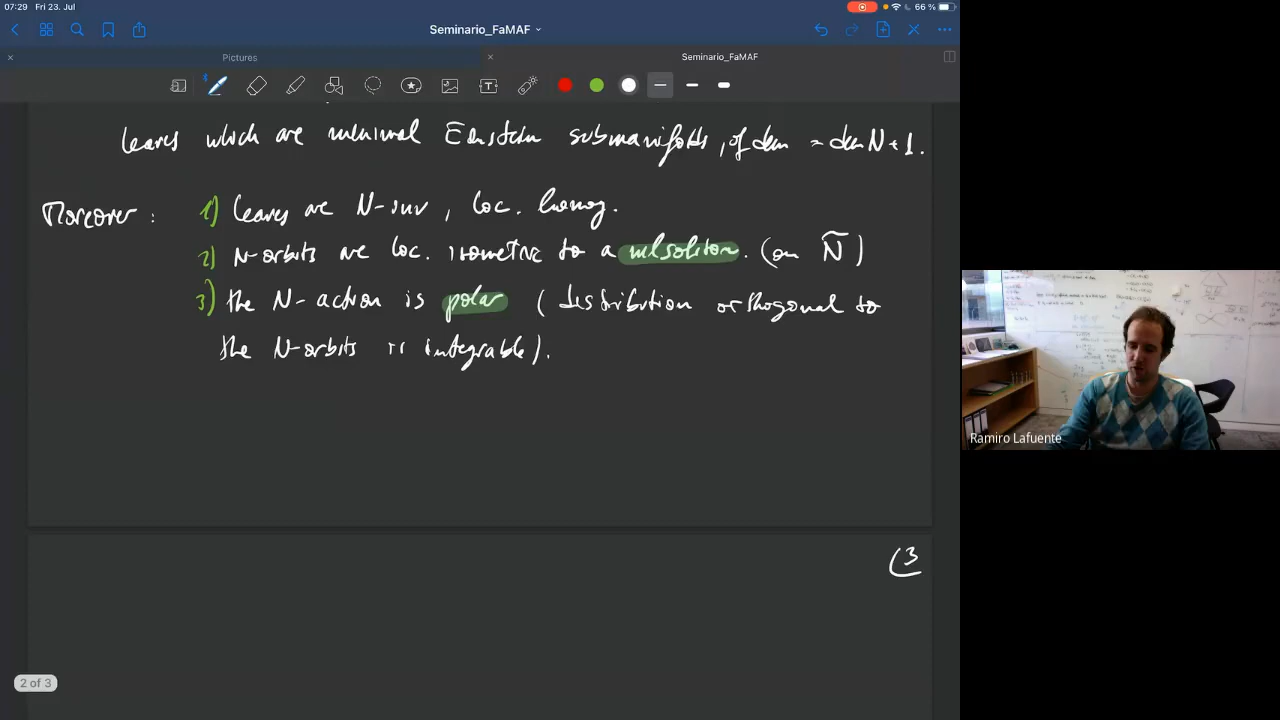 07:29 Fri 23. Jul
66 %
Seminario_FaMAF
Pictures
Seminario_FaMAF
leaves which are minimal Einstein submanifolds, of dim = dim N + 1.
Moreover: 1) leaves are N-inv, loc. homog.
2) N-orbits are loc. isometric to a nilsoliton. (on Ñ)
3) the N-action is polar (distribution orthogonal to
the N-orbits is integrable).
(3
2 of 3
Ramiro Lafuente